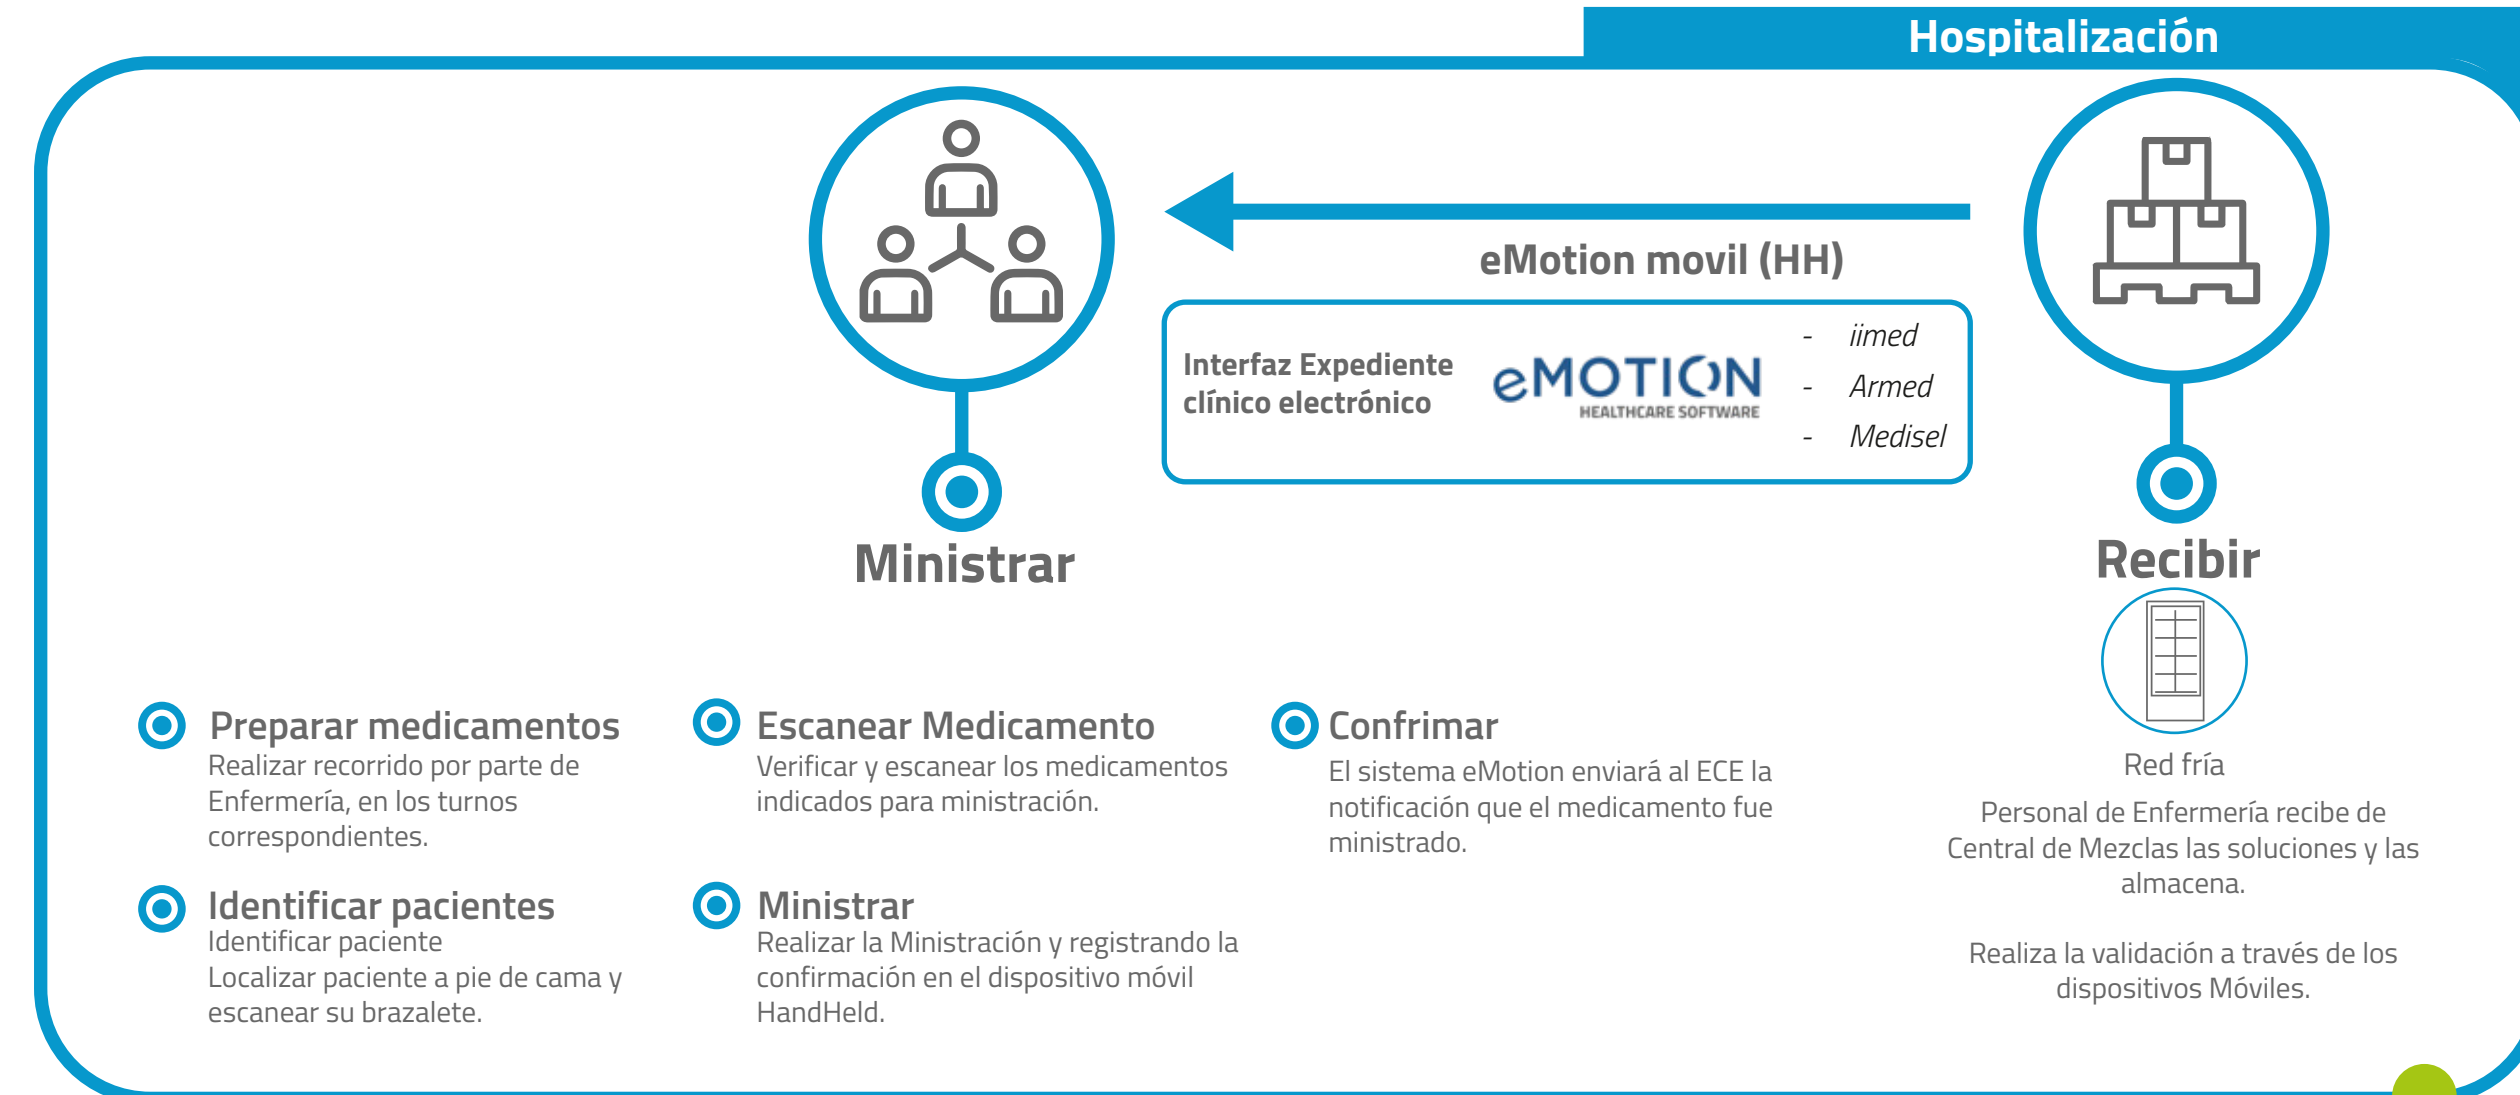 Hospitalización
eMotion movil (HH)
Interfaz Expediente
clínico electrónico
eMOTION
HEALTHCARE SOFTWARE
- iimed
- Armed
- Medisel
Ministrar
Recibir
Red fría
Personal de Enfermería recibe de
Central de Mezclas las soluciones y las
almacena.
Realiza la validación a través de los
dispositivos Móviles.
Preparar medicamentos
Realizar recorrido por parte de
Enfermería, en los turnos
correspondientes.
Identificar pacientes
Identificar paciente
Localizar paciente a pie de cama y
escanear su brazalete.
Escanear Medicamento
Verificar y escanear los medicamentos
indicados para ministración.
Ministrar
Realizar la Ministración y registrando la
confirmación en el dispositivo móvil
HandHeld.
Confrimar
El sistema eMotion enviará al ECE la
notificación que el medicamento fue
ministrado.